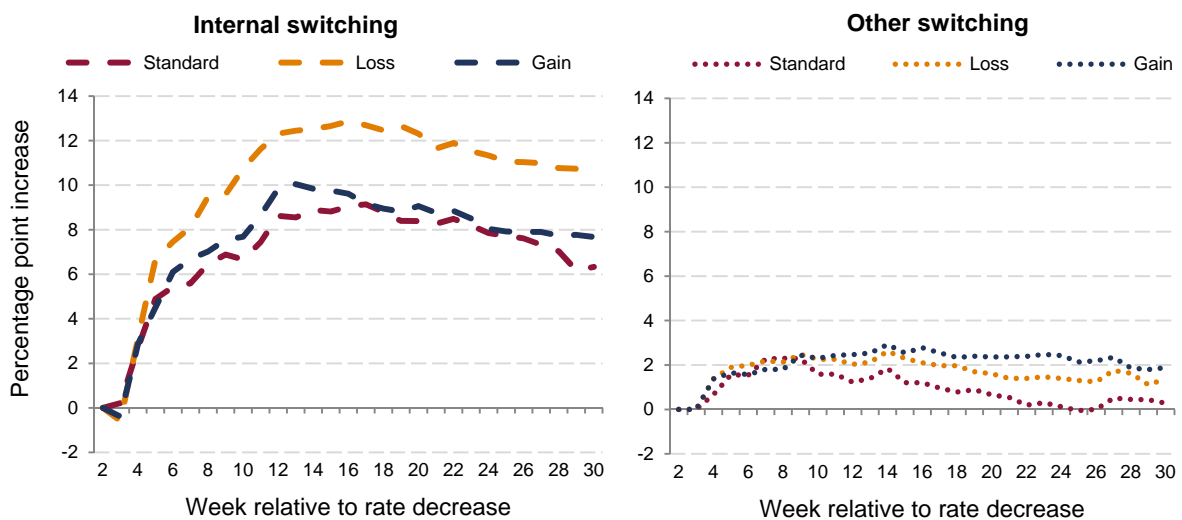 Internal switching
Standard Loss Gain
Percentage point increase
14
12
10
8
6
4
2
0
-2
2 4 6 8 10 12 14 16 18 20 22 24 26 28 30
Week relative to rate decrease
Other switching
Standard Loss Gain
14
12
10
8
6
4
2
0
-2
2 4 6 8 10 12 14 16 18 20 22 24 26 28 30
Week relative to rate decrease